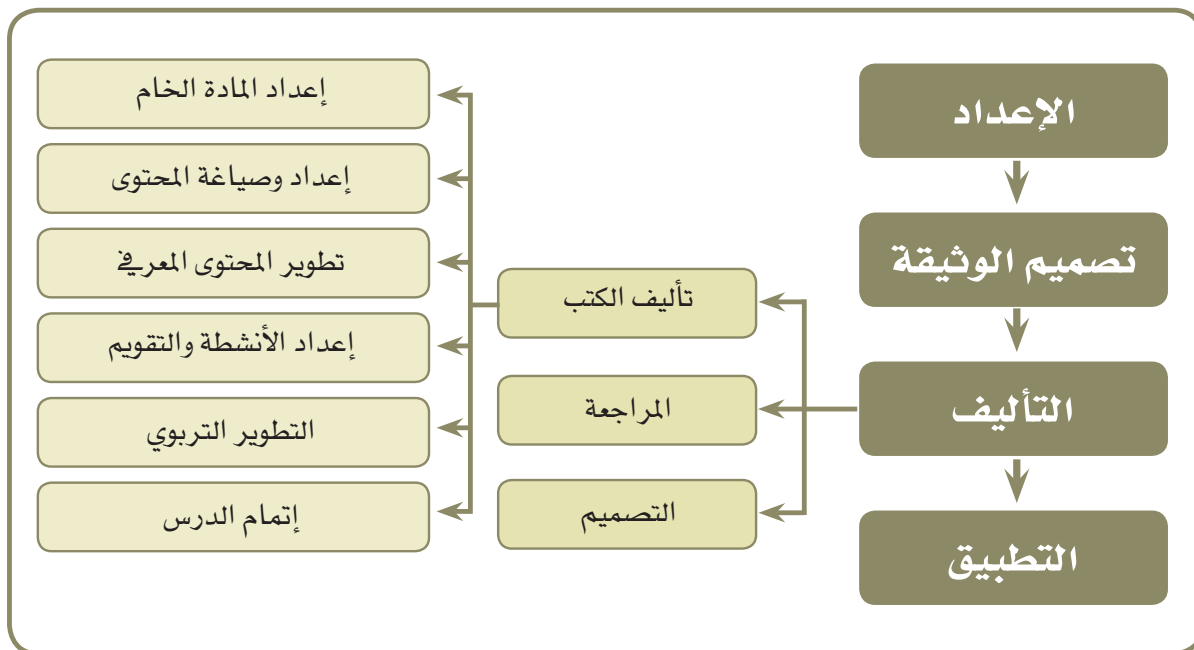 الإعداد
تصميم الوثيقة
التأليف
التطبيق
تأليف الكتب
المراجعة
التصميم
إعداد المادة الخام
إعداد وصياغة المحتوى
تطوير المحتوى المعرفي
إعداد الأنشطة والتقويم
التطوير التربوي
إتمام الدرس